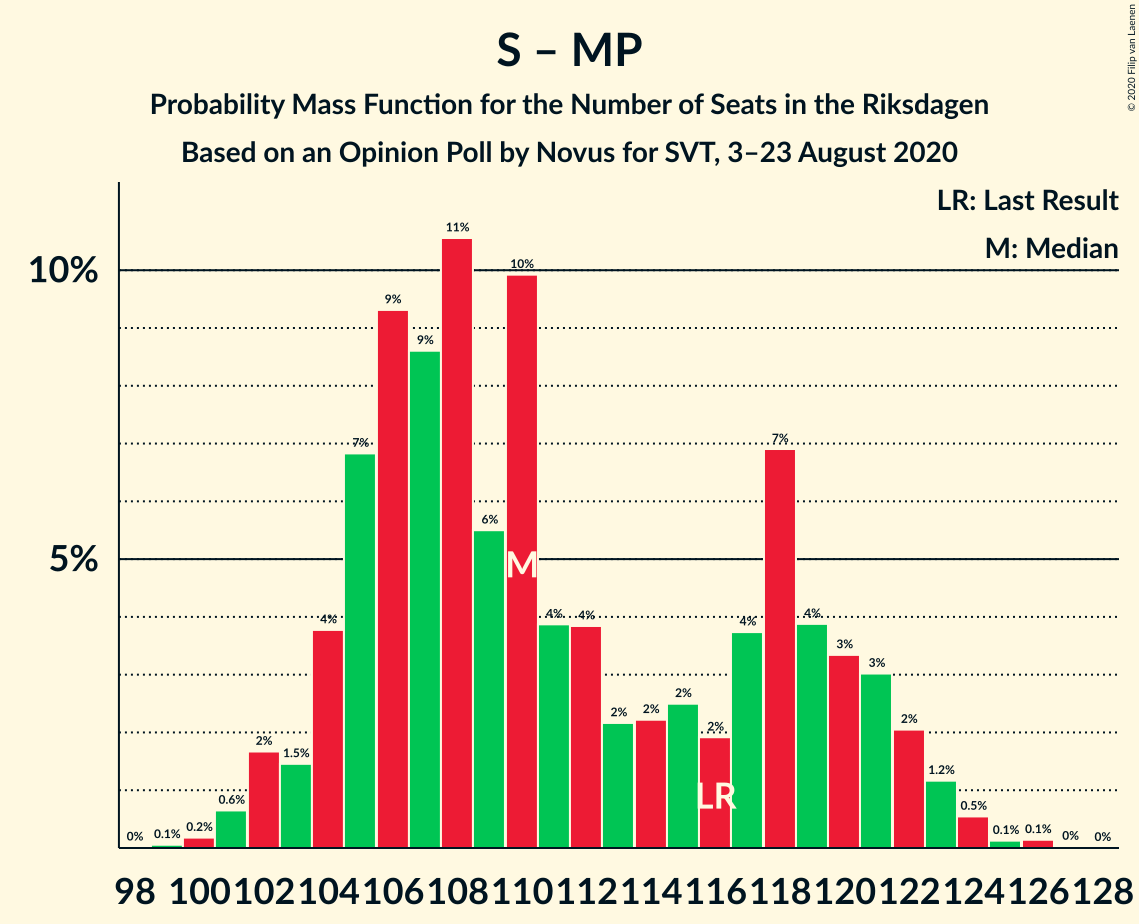 S – MP
Probability Mass Function for the Number of Seats in the Riksdagen
Based on an Opinion Poll by Novus for SVT, 3–23 August 2020
© 2020 Filip van Laenen
LR: Last Result
M: Median
10%
5%
0% 0.1% 0.2% 0.6% 2% 1.5% 4% 7% 9% 9% 11% 6% 10% 4% 4% 2% 2% 2% 2% 4% 7% 4% 3% 3% 2% 1.2% 0.5% 0.1% 0.1% 0% 0%
M
LR
98 100 102 104 106 108 110 112 114 116 118 120 122 124 126 128